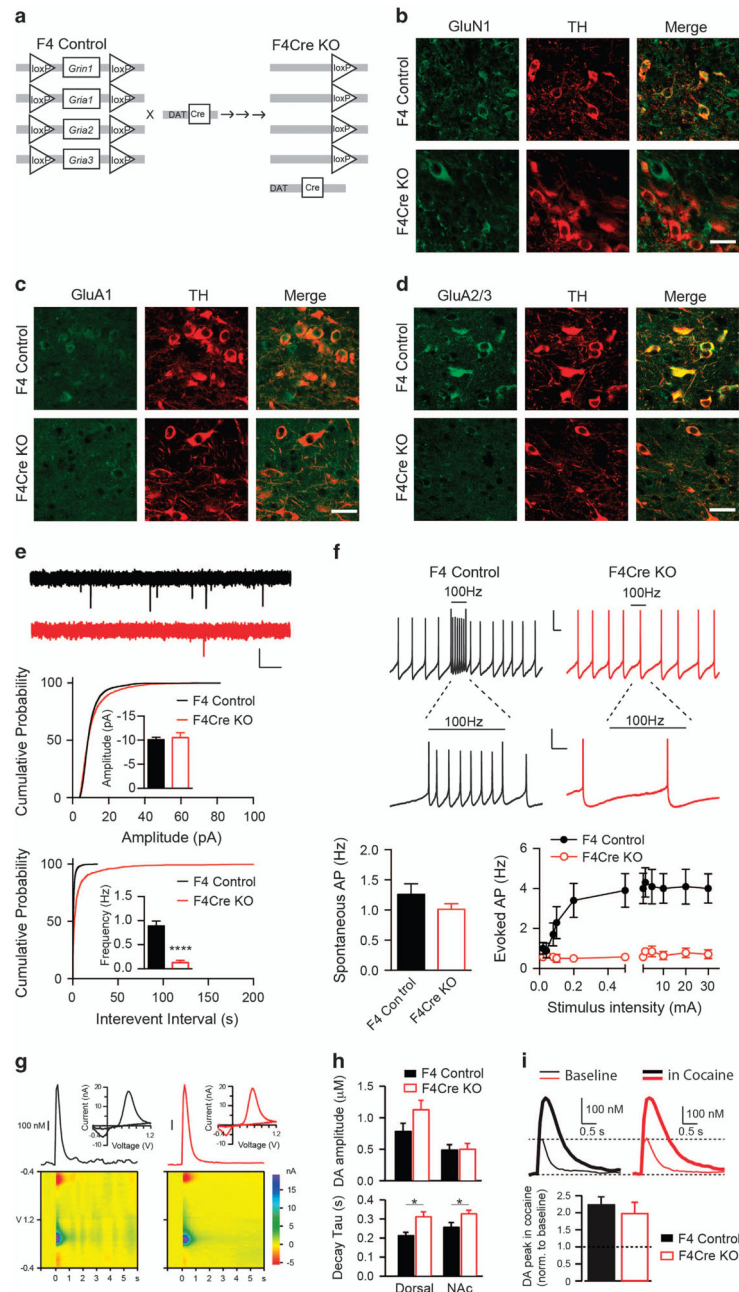 a
F4 Control
F4Cre KO
loxP Grin1 loxP
loxP
loxP Gria1 loxP
loxP
X DAT Cre
loxP Gria2 loxP
loxP
loxP Gria3 loxP
loxP
DAT Cre
b
GluN1 TH Merge
F4 Control
F4Cre KO
c
GluA1 TH Merge
F4 Control
F4Cre KO
d
GluA2/3 TH Merge
F4 Control
F4Cre KO
e
Cumulative Probability
100
50
0
F4 Control
F4Cre KO
Amplitude (pA)
-15
-10
-5
0
0 20 40 60 80 100
Amplitude (pA)
Cumulative Probability
100
50
0
F4 Control
F4Cre KO
Frequency (Hz)
1.5
1.0
0.5
0.0
****
0 50 100 150 200
Interevent Interval (s)
f
F4 Control
F4Cre KO
100Hz
100Hz
100Hz
100Hz
Spontaneous AP (Hz)
2.0
1.5
1.0
0.5
0.0
F4 Control
F4Cre KO
F4 Control
F4Cre KO
Evoked AP (Hz)
8
6
4
2
0
0.0 0.2 0.4 10 20 30
Stimulus intensity (mA)
g
100 nM
Current (nA)
20
10
0
-10
1.2
Voltage (V)
Current (nA)
20
10
0
-10
1.2
Voltage (V)
-0.4
V 1.2
-0.4
0 1 2 3 4 5 s
0 1 2 3 4 5 s
nA
15
10
5
0
-5
h
F4 Control
F4Cre KO
DA amplitude (μM)
1.5
1.0
0.5
0.0
Decay Tau (s)
0.4
0.3
0.2
0.1
0.0
* *
Dorsal NAc
i
Baseline in Cocaine
100 nM
0.5 s
100 nM
0.5 s
DA peak in cocaine
(norm. to baseline)
2.5
2.0
1.5
1.0
0.5
0
F4 Control
F4Cre KO